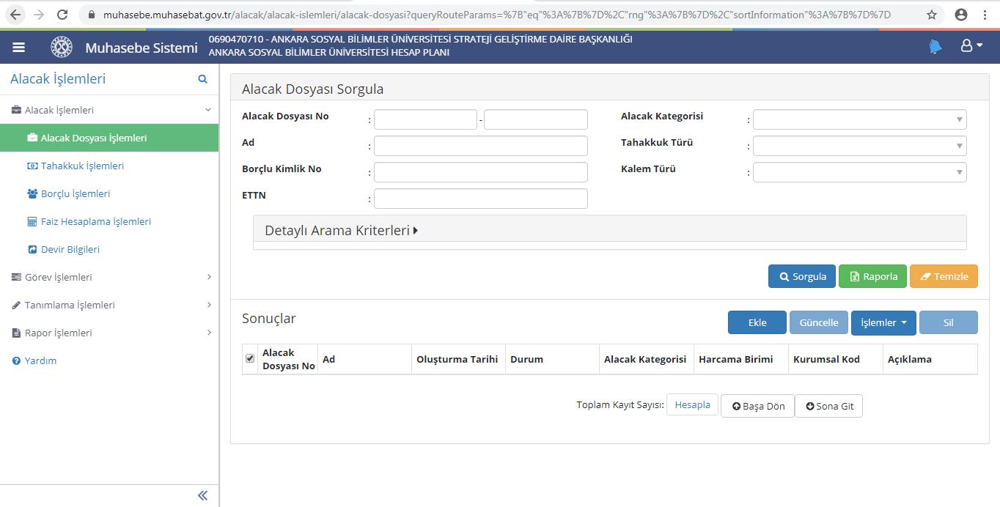 muhasebe.muhasebat.gov.tr/alacak/alacak-islemleri/alacak-dosyasi?queryRouteParams=%7B"eq"%3A%7B%7D%2C"rng"%3A%7B%7D%2C"sortInformation"%3A%7B%7D%7D
Muhasebe Sistemi
0690470710 - ANKARA SOSYAL BİLİMLER ÜNİVERSİTESİ STRATEJİ GELİŞTİRME DAİRE BAŞKANLIĞI
ANKARA SOSYAL BİLİMLER ÜNİVERSİTESİ HESAP PLANI
Alacak İşlemleri
Alacak İşlemleri
Alacak Dosyası İşlemleri
Tahakkuk İşlemleri
Borçlu İşlemleri
Faiz Hesaplama İşlemleri
Devir Bilgileri
Görev İşlemleri
Tanımlama İşlemleri
Rapor İşlemleri
Yardım
Alacak Dosyası Sorgula
Alacak Dosyası No : -
Alacak Kategorisi :
Ad :
Tahakkuk Türü :
Borçlu Kimlik No :
Kalem Türü :
ETTN :
Detaylı Arama Kriterleri
Sorgula Raporla Temizle
Sonuçlar
Ekle Güncelle İşlemler Sil
Alacak Dosyası No Ad Oluşturma Tarihi Durum Alacak Kategorisi Harcama Birimi Kurumsal Kod Açıklama
Toplam Kayıt Sayısı: Hesapla Başa Dön Sona Git